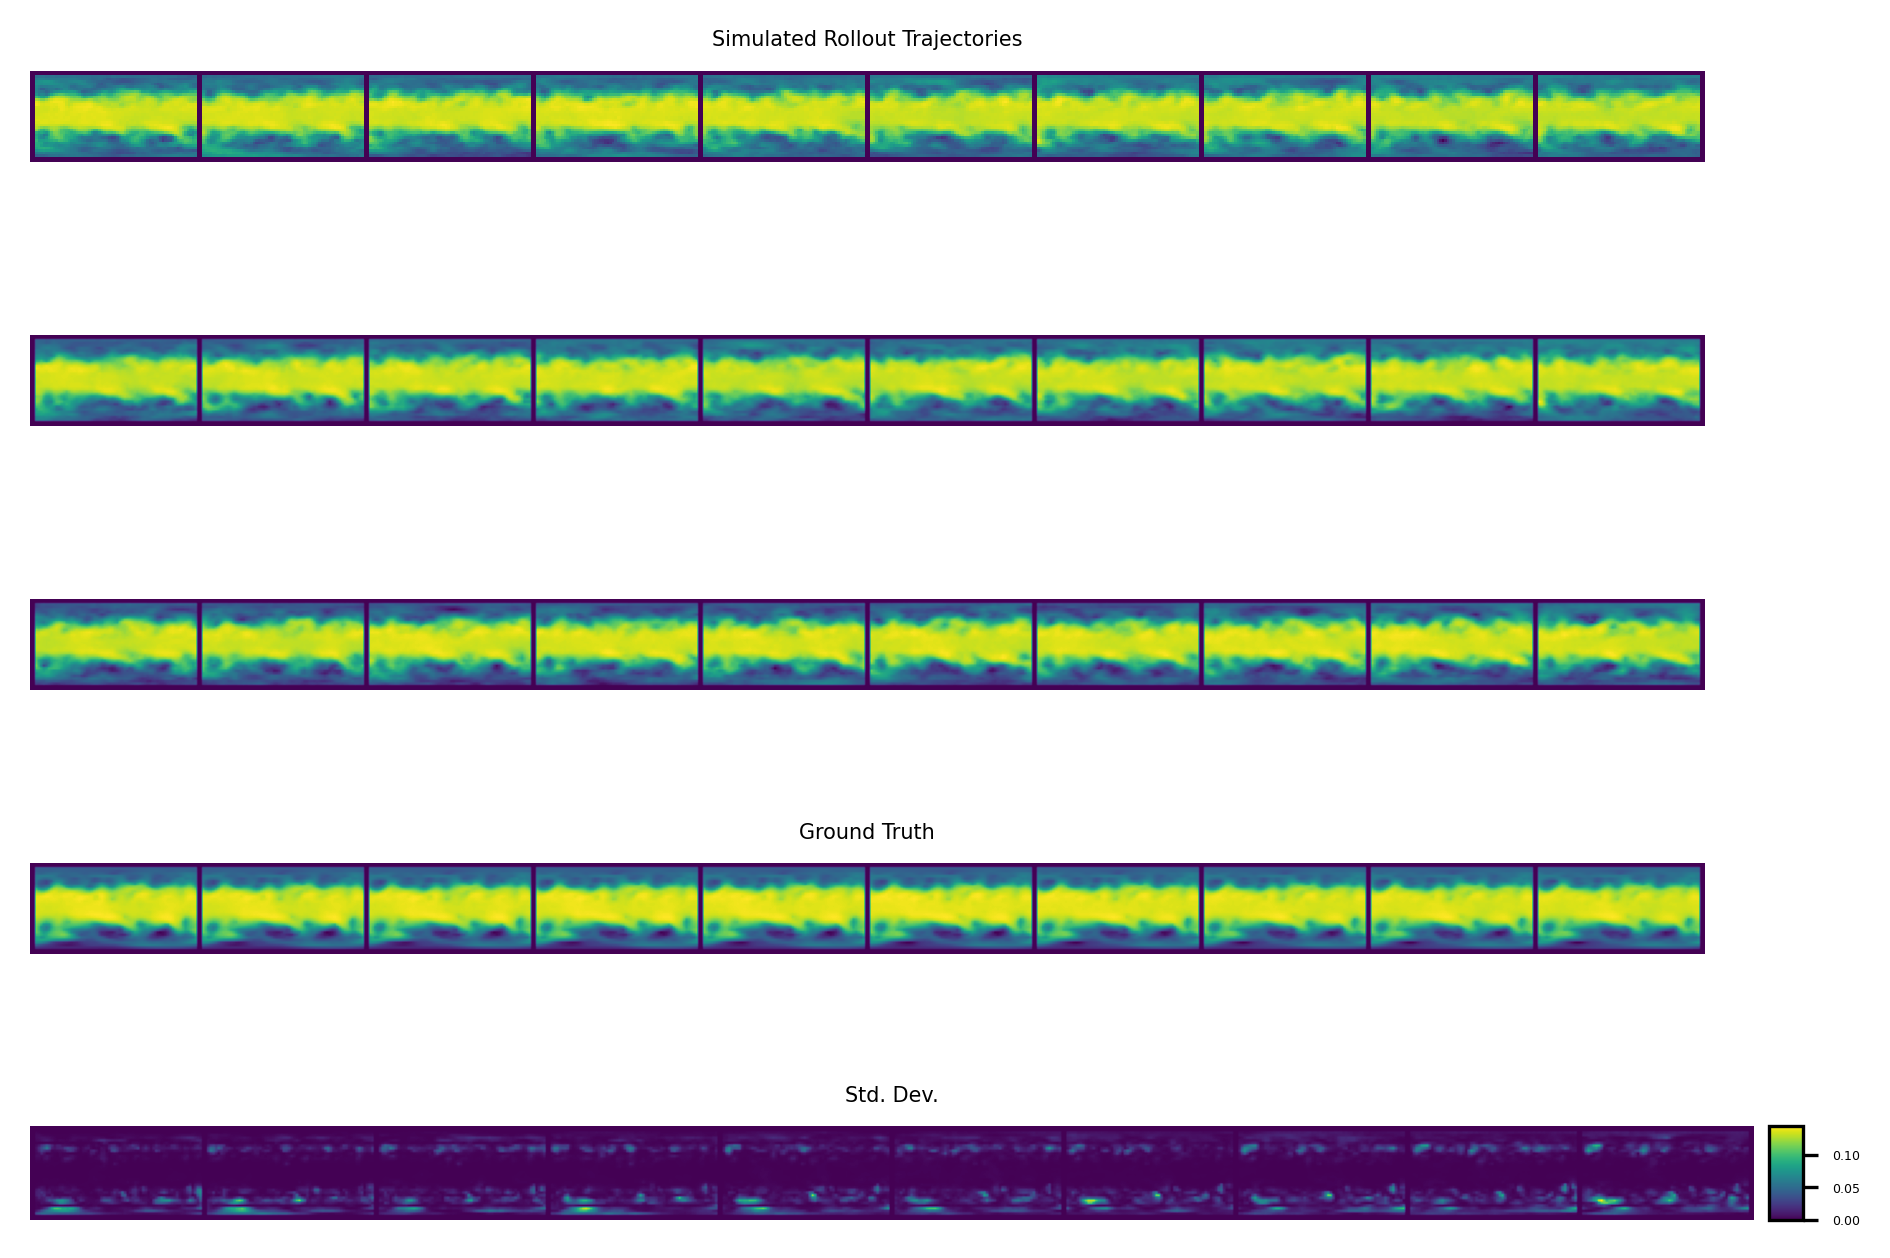 Simulated Rollout Trajectories
Ground Truth
Std. Dev.
0.10
0.05
0.00